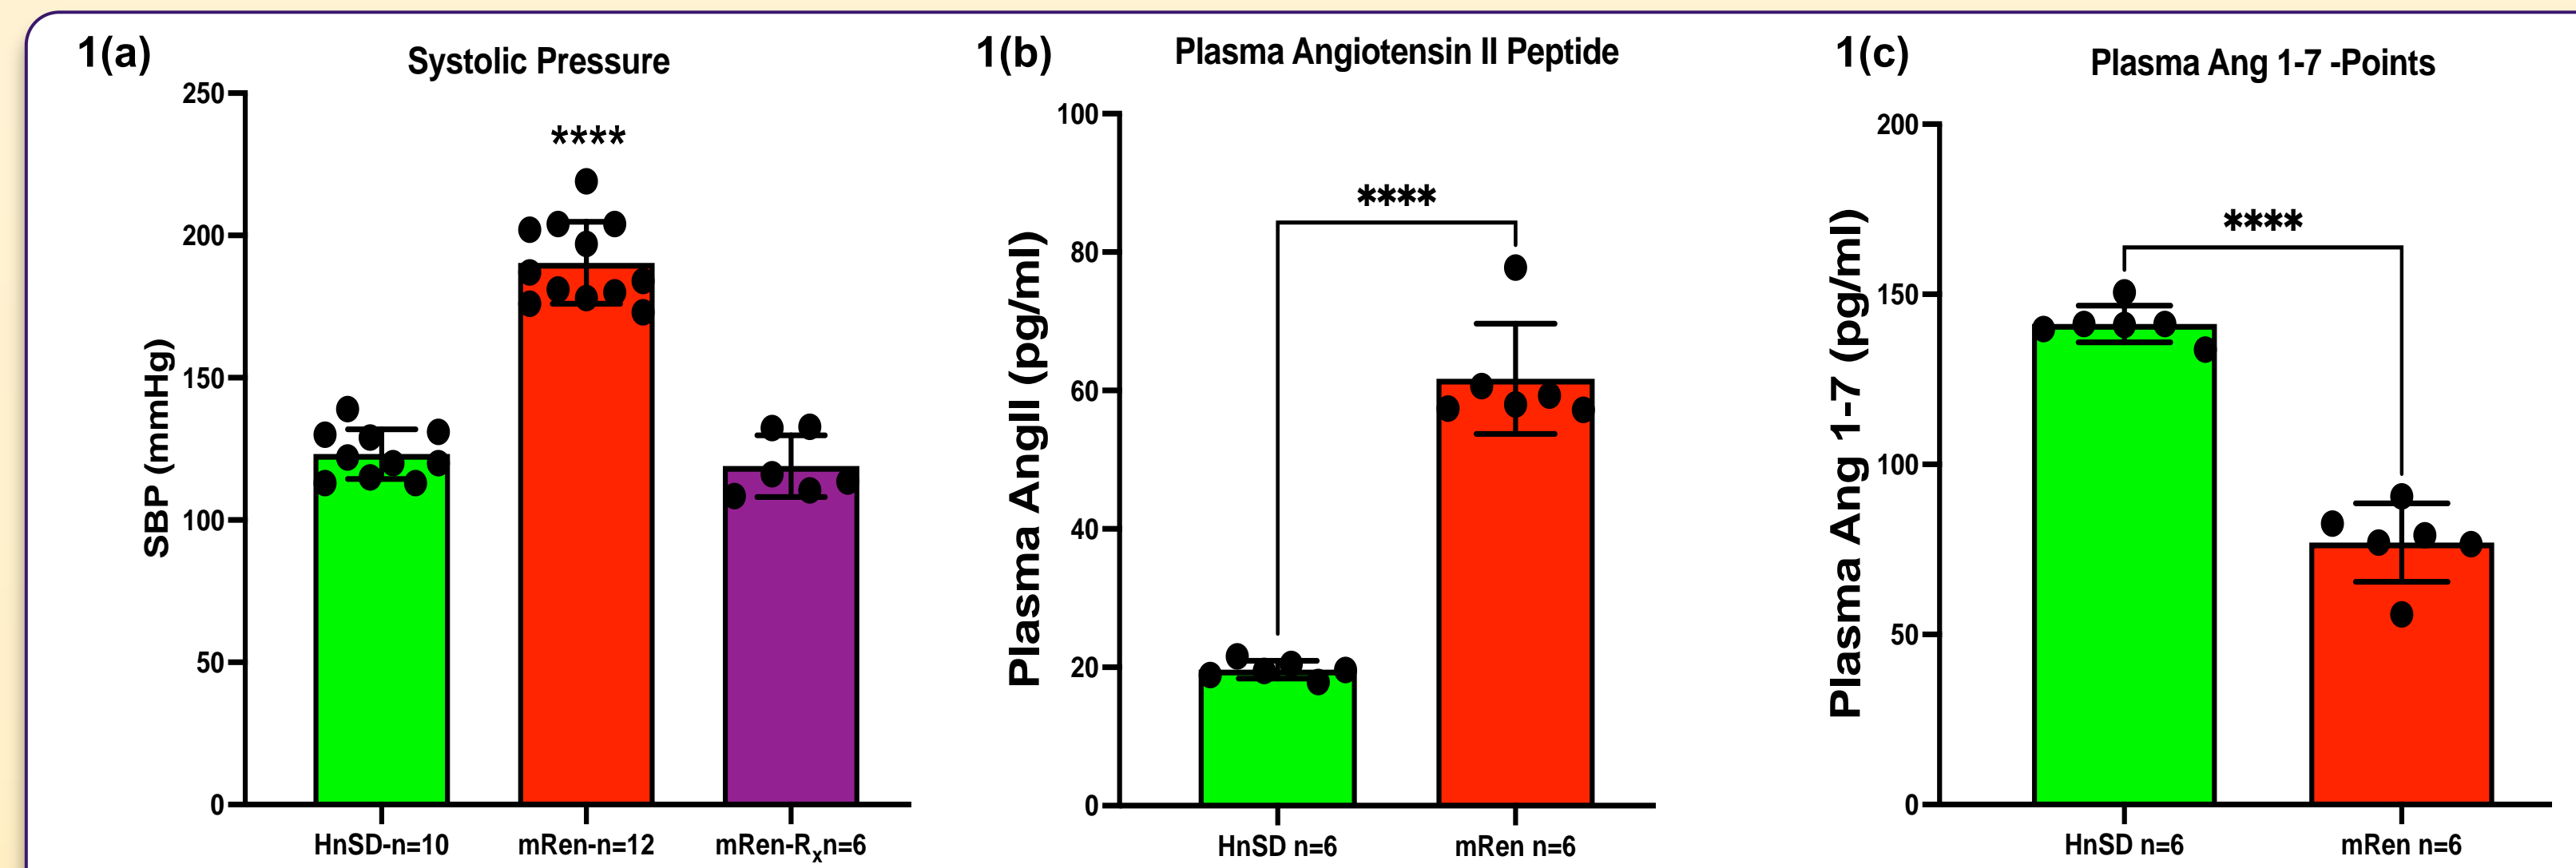 1(a)
Systolic Pressure
****
SBP (mmHg)
250
200
150
100
50
0
HnSD-n=10
mRen-n=12
mRen-Rxn=6
1(b)
Plasma Angiotensin II Peptide
****
Plasma AngII (pg/ml)
100
80
60
40
20
0
HnSD n=6
mRen n=6
1(c)
Plasma Ang 1-7 -Points
****
Plasma Ang 1-7 (pg/ml)
200
150
100
50
0
HnSD n=6
mRen n=6